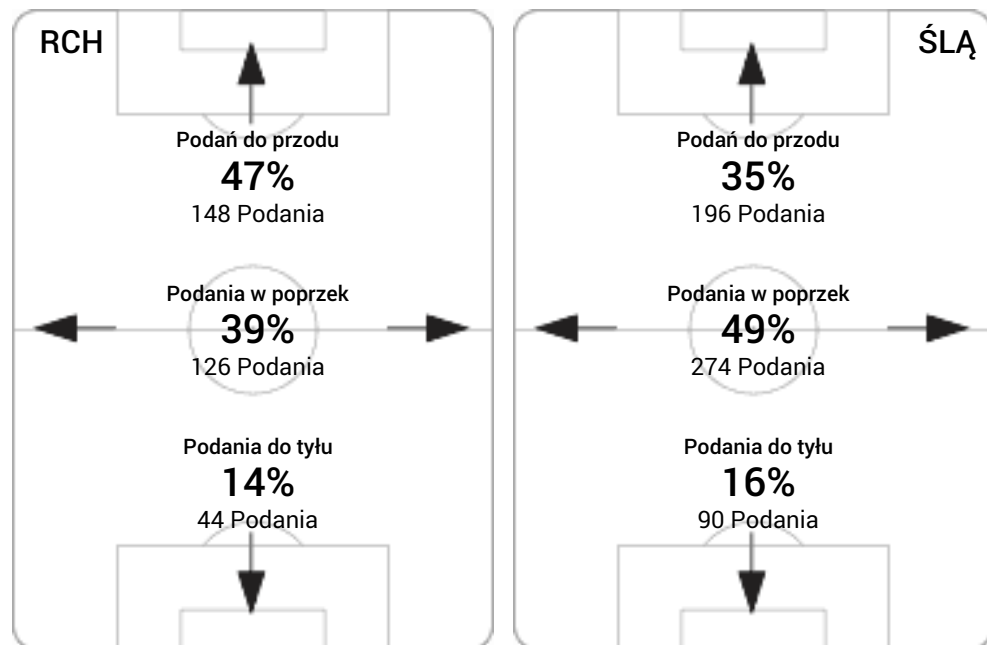 RCH
Podań do przodu
47%
148 Podania
Podania w poprzek
39%
126 Podania
Podania do tyłu
14%
44 Podania
ŚLĄ
Podań do przodu
35%
196 Podania
Podania w poprzek
49%
274 Podania
Podania do tyłu
16%
90 Podania